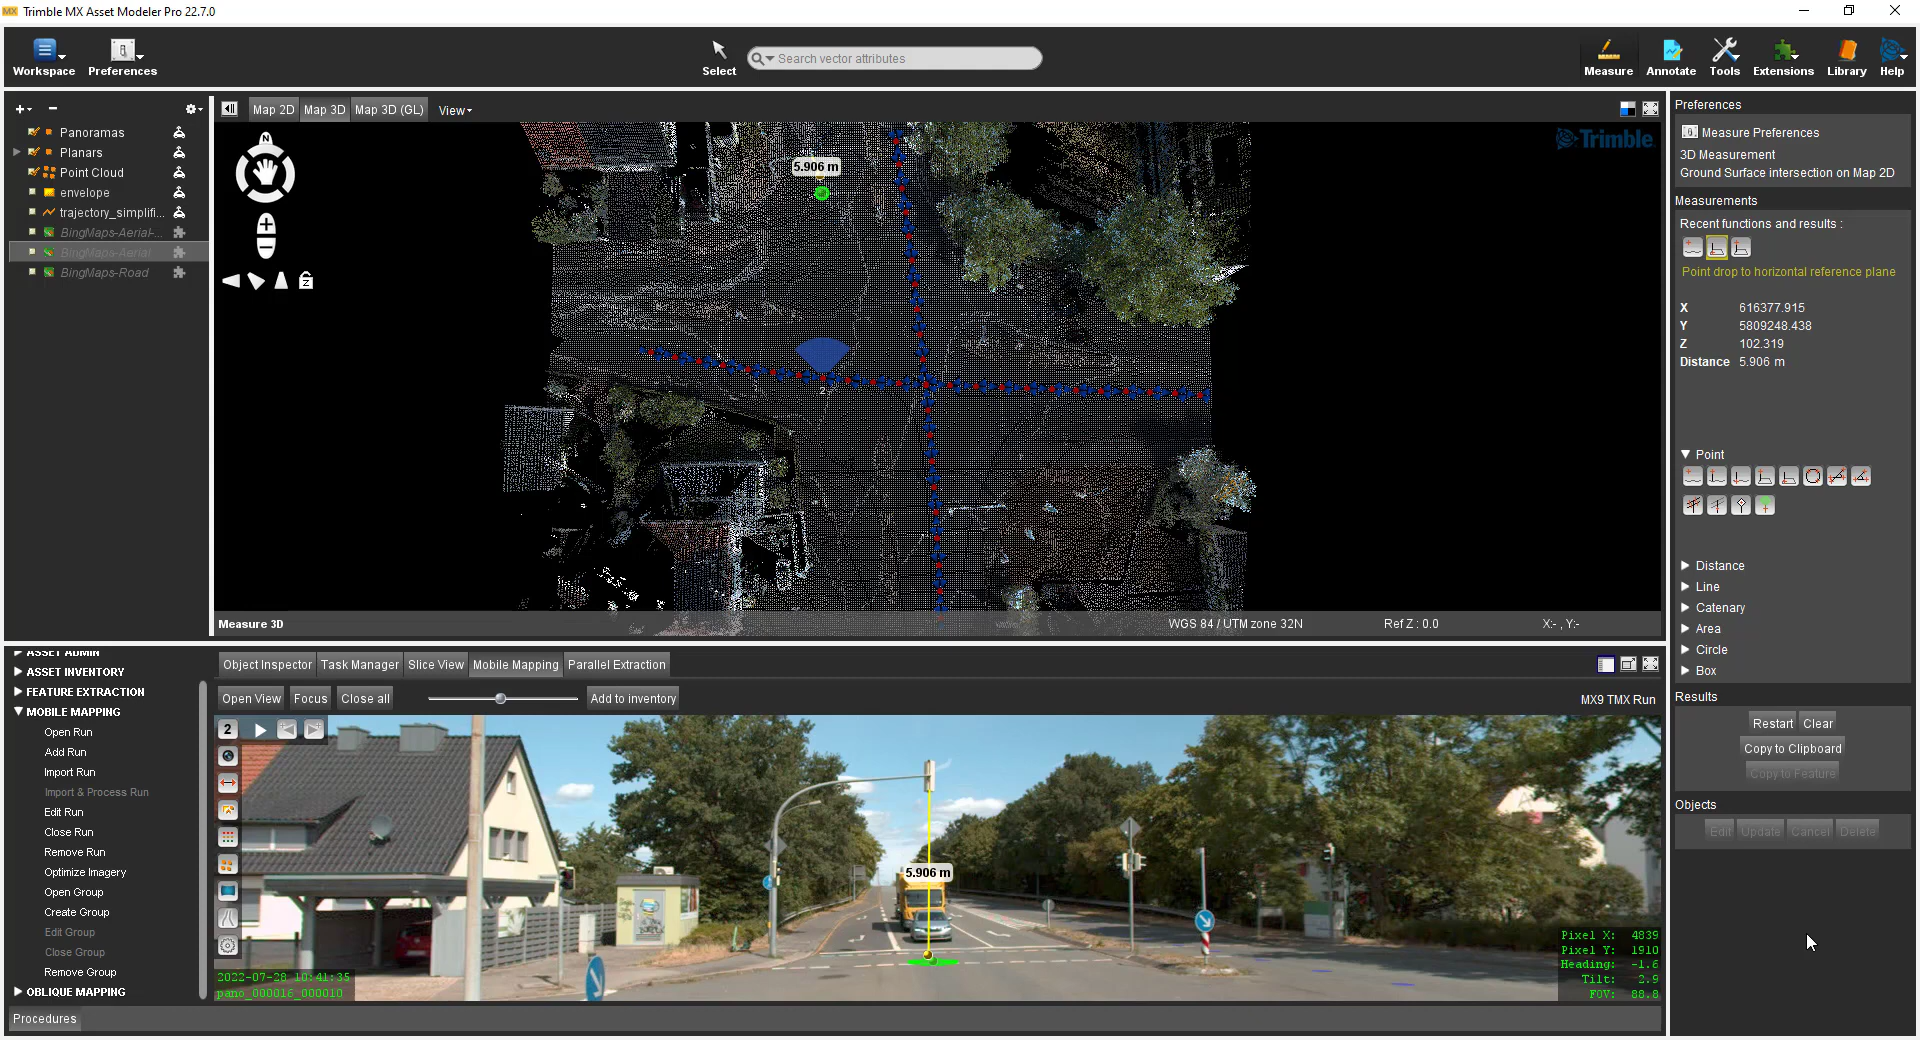 MX Trimble MX Asset Modeler Pro 22.7.0
Workspace
Preferences
Select
Search vector attributes
Measure
Annotate
Tools
Extensions
Library
Help
Panoramas
Planars
Point Cloud
envelope
trajectory_simplifi...
BingMaps-Aerial-...
BingMaps-Aerial
BingMaps-Road
Map 2D
Map 3D
Map 3D (GL)
View
N
Z
5.906 m
2
Trimble
Measure 3D
WGS 84 / UTM zone 32N
Ref Z : 0.0
X:- , Y:-
Preferences
Measure Preferences
3D Measurement
Ground Surface intersection on Map 2D
Measurements
Recent functions and results :
Point drop to horizontal reference plane
X 616377.915
Y 5809248.438
Z 102.319
Distance 5.906 m
Point
Distance
Line
Catenary
Area
Circle
Box
Results
Restart
Clear
Copy to Clipboard
Copy to Feature
Objects
Edit
Update
Cancel
Delete
ASSET ADMIN
ASSET INVENTORY
FEATURE EXTRACTION
MOBILE MAPPING
Open Run
Add Run
Import Run
Import & Process Run
Edit Run
Close Run
Remove Run
Optimize Imagery
Open Group
Create Group
Edit Group
Close Group
Remove Group
OBLIQUE MAPPING
Object Inspector
Task Manager
Slice View
Mobile Mapping
Parallel Extraction
Open View
Focus
Close all
Add to inventory
MX9 TMX Run
2
5.906 m
2022-07-28 10:41:35
pano_000016_000010
Pixel X: 4839
Pixel Y: 1910
Heading: -1.6
Tilt: -2.9
FOV: 88.8
Procedures